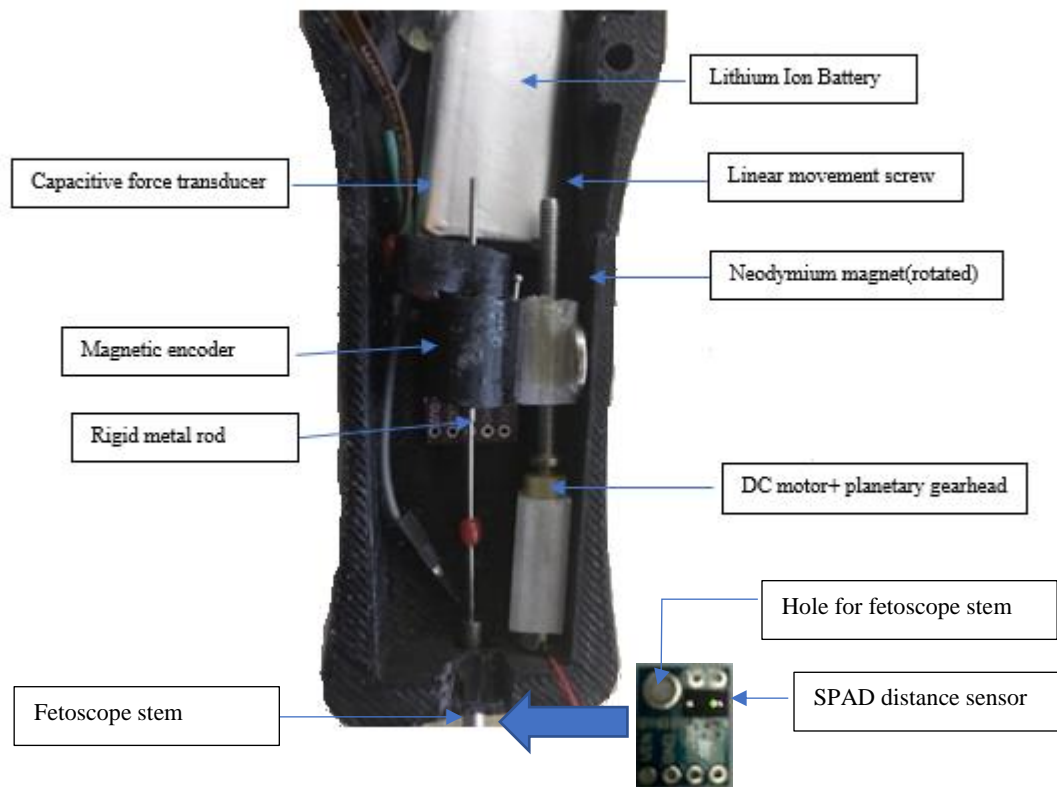 Lithium Ion Battery
Capacitive force transducer
Linear movement screw
Neodymium magnet(rotated)
Magnetic encoder
Rigid metal rod
DC motor+ planetary gearhead
Hole for fetoscope stem
SPAD distance sensor
Fetoscope stem